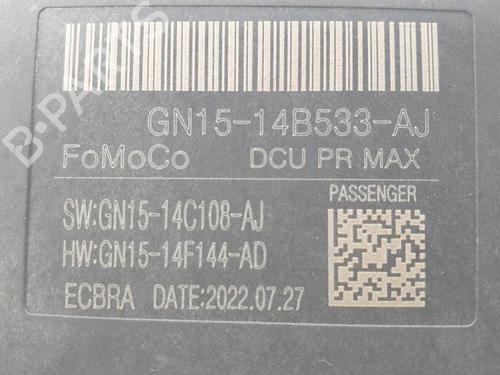 GN15-14B533-AJ
FoMoCo DCU PR MAX
PASSENGER
SW:GN15-14C108-AJ
HW:GN15-14F144-AD
ECBRA DATE:2022.07.27
B-PARTS